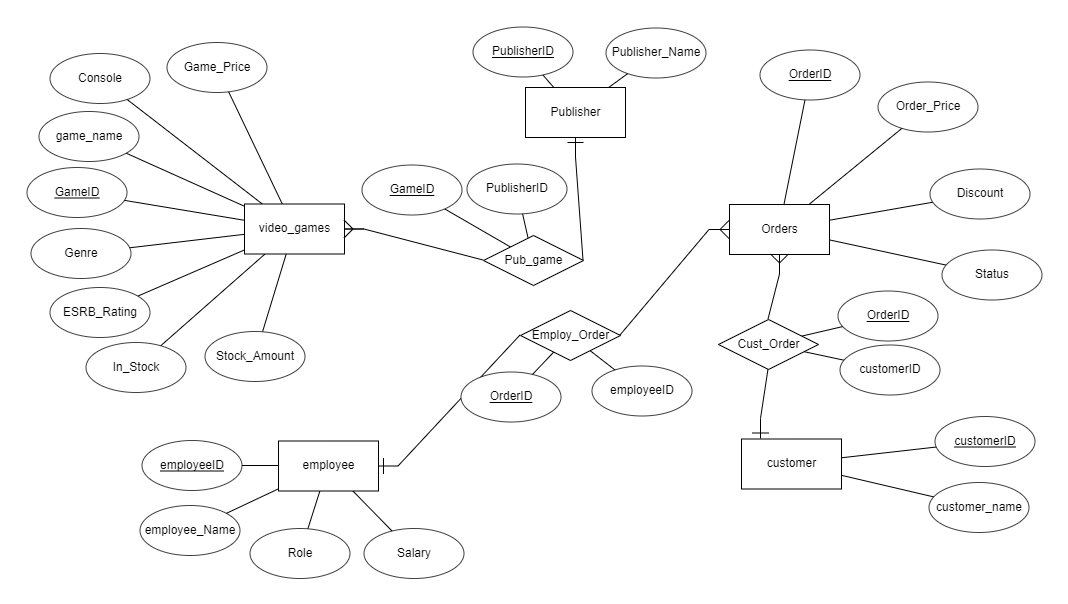 PublisherID
Publisher_Name
Console
Game_Price
OrderID
Order_Price
Publisher
game_name
GameID
GameID
PublisherID
Discount
video_games
Orders
Genre
Pub_game
Status
ESRB_Rating
OrderID
Employ_Order
Cust_Order
Stock_Amount
In_Stock
customerID
OrderID
employeeID
customerID
employeeID
employee
customer
customer_name
employee_Name
Role
Salary